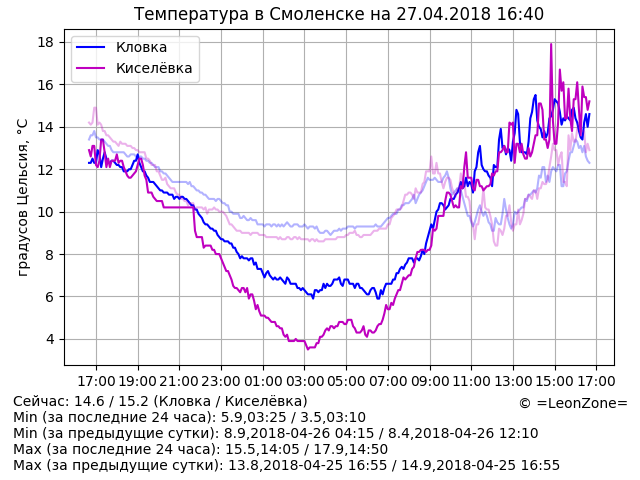 Температура в Смоленске на 27.04.2018 16:40
18
16
14
12
10
8
6
4
градусов Цельсия, °C
Кловка
Киселёвка
17:00 19:00 21:00 23:00 01:00 03:00 05:00 07:00 09:00 11:00 13:00 15:00 17:00
Сейчас: 14.6 / 15.2 (Кловка / Киселёвка)
© =LeonZone=
Min (за последние 24 часа): 5.9,03:25 / 3.5,03:10
Min (за предыдущие сутки): 8.9,2018-04-26 04:15 / 8.4,2018-04-26 12:10
Max (за последние 24 часа): 15.5,14:05 / 17.9,14:50
Max (за предыдущие сутки): 13.8,2018-04-25 16:55 / 14.9,2018-04-25 16:55